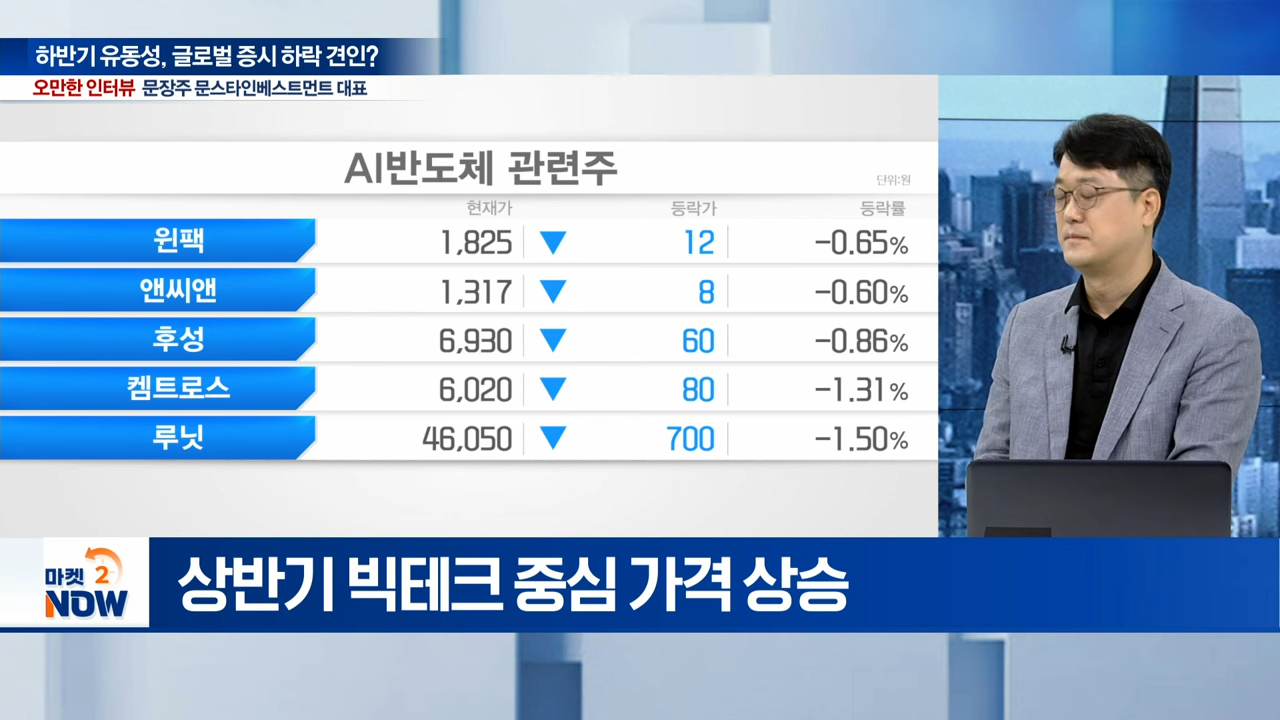 하반기 유동성, 글로벌 증시 하락 견인?
오만한 인터뷰 문장주 문스타인베스트먼트 대표
AI반도체 관련주
단위:원
현재가 등락가 등락률
윈팩 1,825 ▼ 12 -0.65%
앤씨앤 1,317 ▼ 8 -0.60%
후성 6,930 ▼ 60 -0.86%
켐트로스 6,020 ▼ 80 -1.31%
루닛 46,050 ▼ 700 -1.50%
마켓 2
NOW
상반기 빅테크 중심 가격 상승